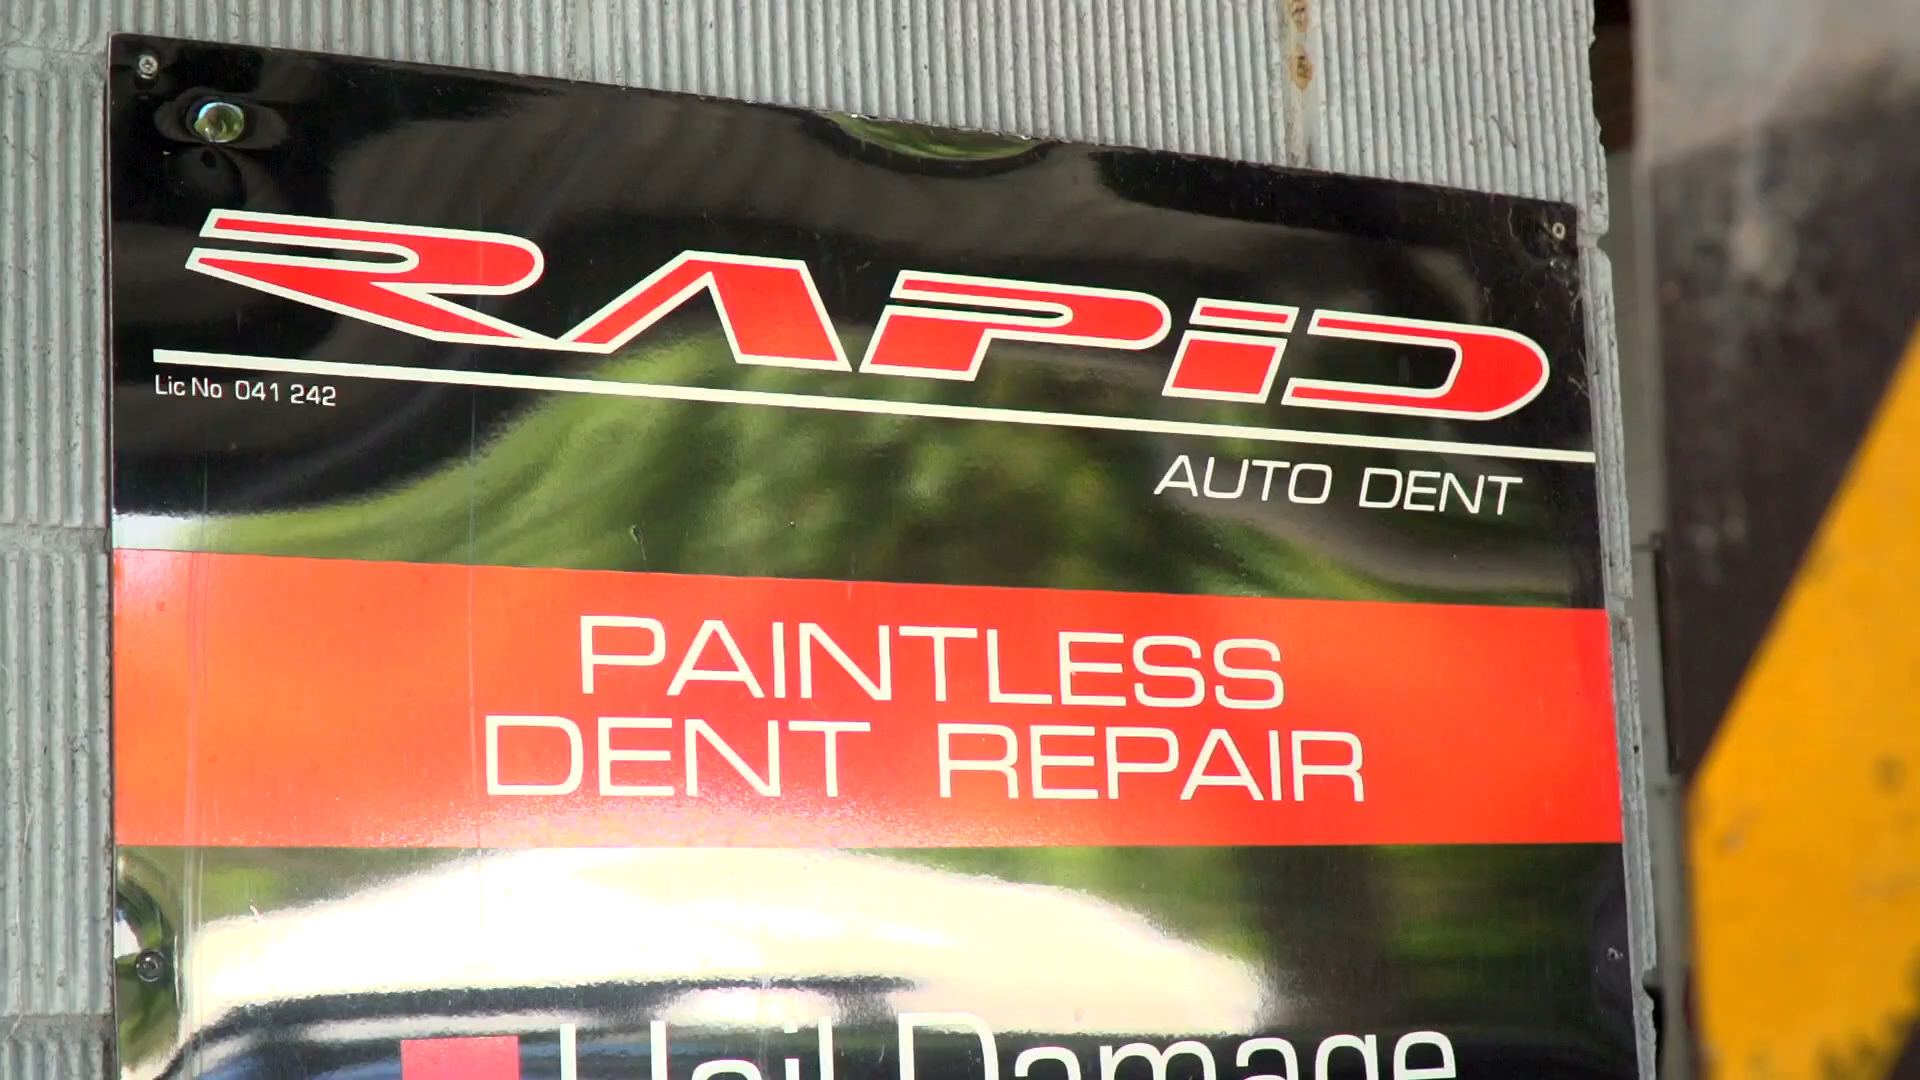 RAPID
Lic No 041 242
AUTO DENT
PAINTLESS
DENT REPAIR
Hail Damage